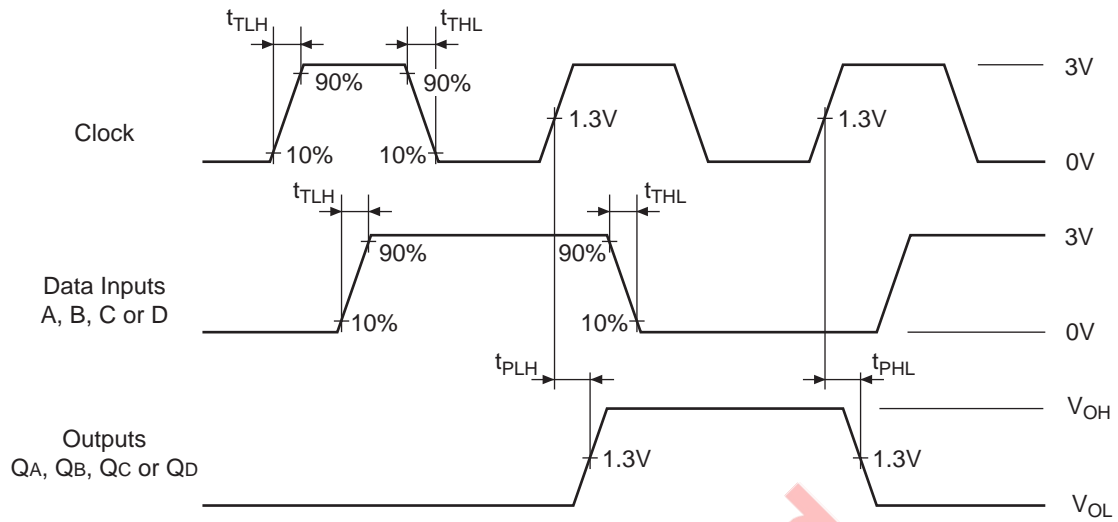 tTLH tTHL
90% 90% 3V
1.3V 1.3V
Clock
10% 10% 0V
tTLH tTHL
90% 90% 3V
Data Inputs
A, B, C or D
10% 10% 0V
tPLH tPHL
VOH
Outputs
QA, QB, QC or QD
1.3V 1.3V
VOL